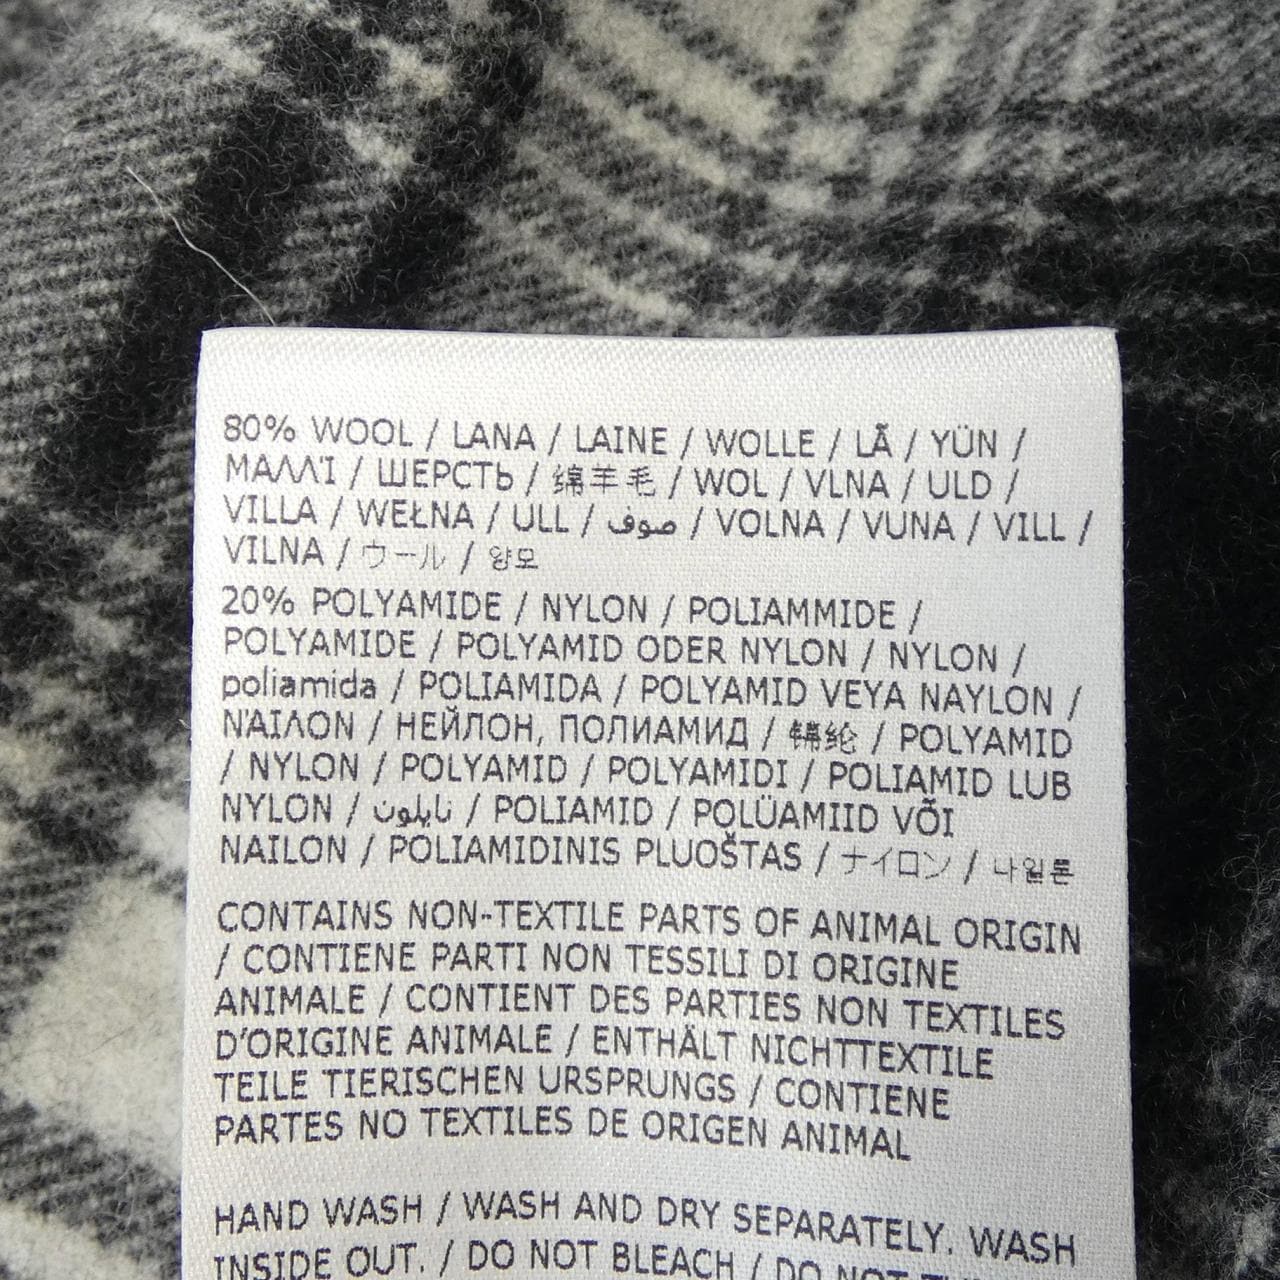 80% WOOL / LANA / LAINE / WOLLE / LÃ / YÜN /
ΜΑΛΛΊ / ШЕРСТЬ / 绵羊毛 / WOL / VLNA / ULD /
VILLA / WEŁNA / ULL / صوف / VOLNA / VUNA / VILL /
VILNA / ウール / 양모
20% POLYAMIDE / NYLON / POLIAMMIDE /
POLYAMIDE / POLYAMID ODER NYLON / NYLON /
poliamida / POLIAMIDA / POLYAMID VEYA NAYLON /
ΝΆΙΛΟΝ / НЕЙЛОН, ПОЛИАМИД / 锦纶 / POLYAMID
/ NYLON / POLYAMID / POLYAMIDI / POLIAMID LUB
NYLON / نايلون / POLIAMID / POLÜAMIID VÕI
NAILON / POLIAMIDINIS PLUOŠTAS / ナイロン / 나일론
CONTAINS NON-TEXTILE PARTS OF ANIMAL ORIGIN
/ CONTIENE PARTI NON TESSILI DI ORIGINE
ANIMALE / CONTIENT DES PARTIES NON TEXTILES
D'ORIGINE ANIMALE / ENTHÄLT NICHTTEXTILE
TEILE TIERISCHEN URSPRUNGS / CONTIENE
PARTES NO TEXTILES DE ORIGEN ANIMAL
HAND WASH / WASH AND DRY SEPARATELY. WASH
INSIDE OUT. / DO NOT BLEACH / DO NOT